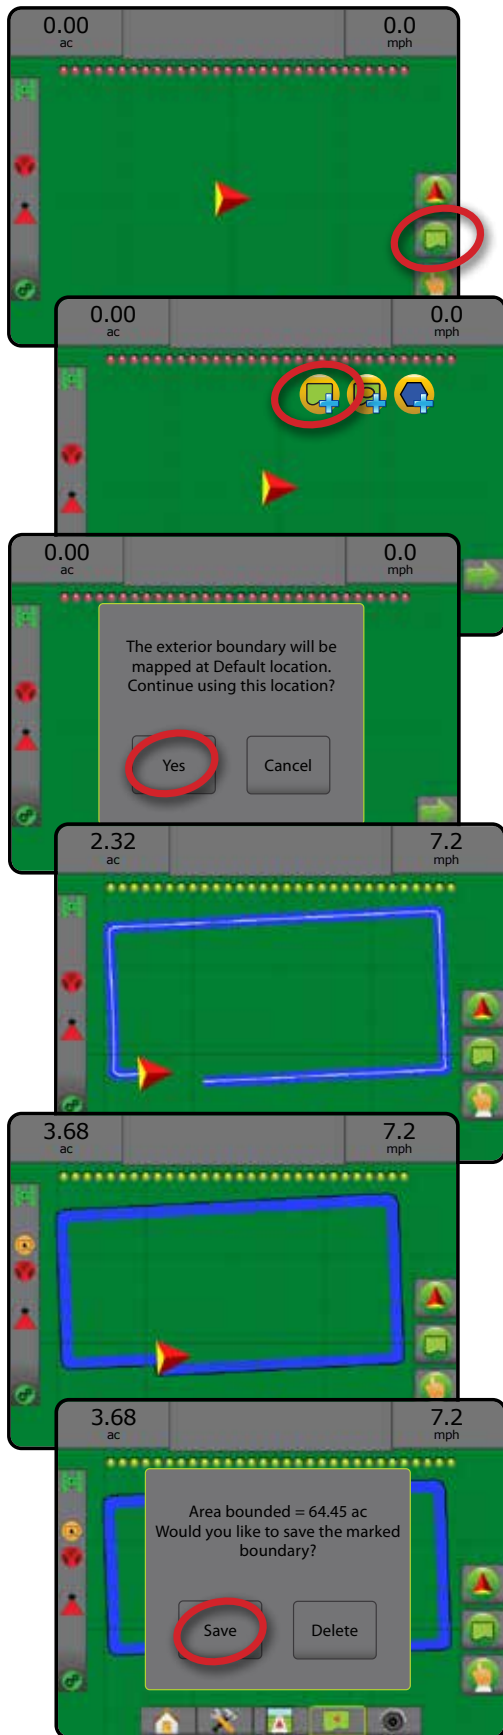 0.00 0.0
ac mph
0.00 0.0
ac mph
0.00 0.0
ac mph
The exterior boundary will be
mapped at Default location.
Continue using this location?
Yes Cancel
2.32 7.2
ac mph
3.68 7.2
ac mph
3.68 7.2
ac mph
Area bounded = 64.45 ac
Would you like to save the marked
boundary?
Save Delete